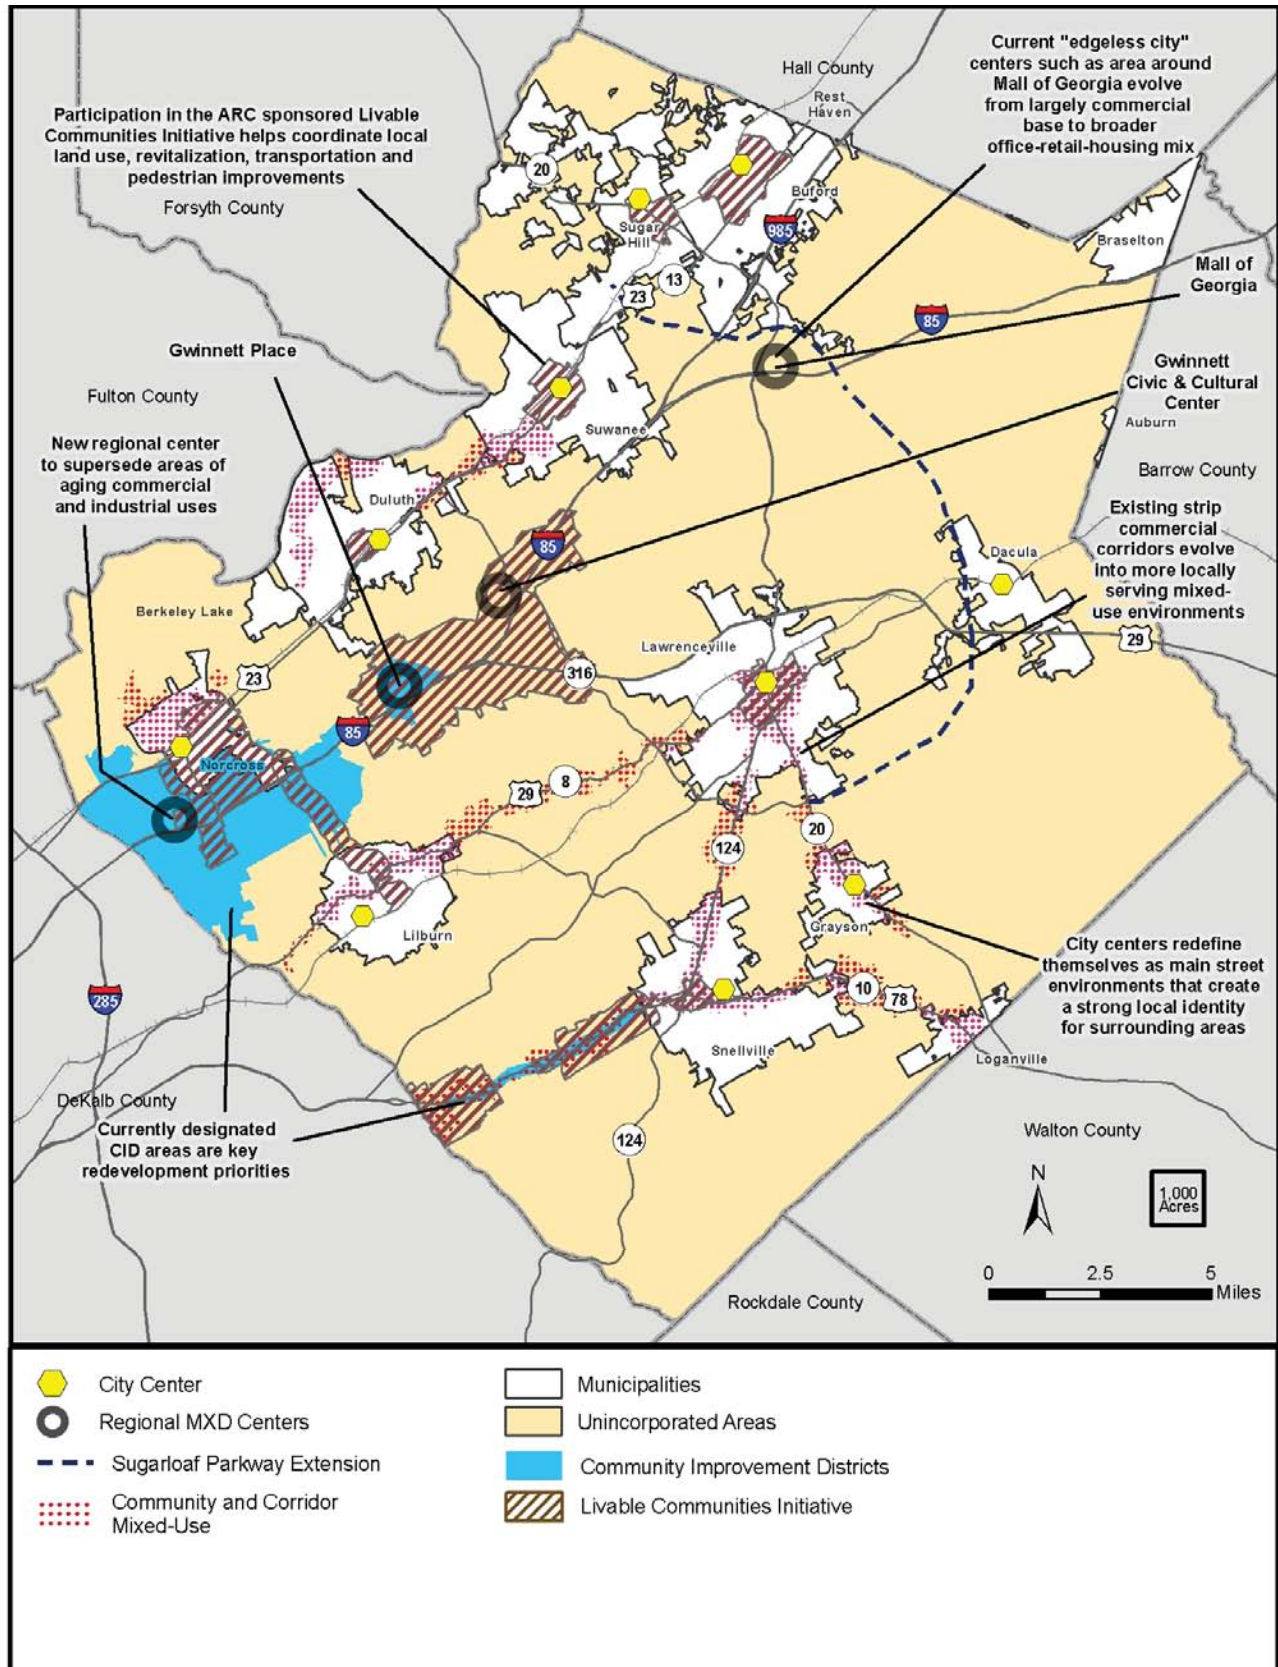 Hall County
Rest
Haven
Current "edgeless city"
centers such as area around
Mall of Georgia evolve
from largely commercial
base to broader
office-retail-housing mix
Participation in the ARC sponsored Livable
Communities Initiative helps coordinate local
land use, revitalization, transportation and
pedestrian improvements
Forsyth County
20
Buford
Sugar
Hill
985
Braselton
13
23
Mall of
Georgia
85
Gwinnett Place
Gwinnett
Civic & Cultural
Center
Fulton County
Suwanee
Auburn
New regional center
to supersede areas of
aging commercial
and industrial uses
Barrow County
Duluth
Existing strip
commercial
corridors evolve
into more locally
serving mixed-
use environments
85
Dacula
Berkeley Lake
Lawrenceville
29
23
316
85
Norcross
29
8
20
124
Grayson
Lilburn
City centers redefine
themselves as main street
environments that create
a strong local identity
for surrounding areas
285
10
78
Snellville
Loganville
DeKalb County
Currently designated
CID areas are key
redevelopment priorities
124
Walton County
N
1,000
Acres
0 2.5 5
Miles
Rockdale County
City Center
Regional MXD Centers
Sugarloaf Parkway Extension
Community and Corridor
Mixed-Use
Municipalities
Unincorporated Areas
Community Improvement Districts
Livable Communities Initiative